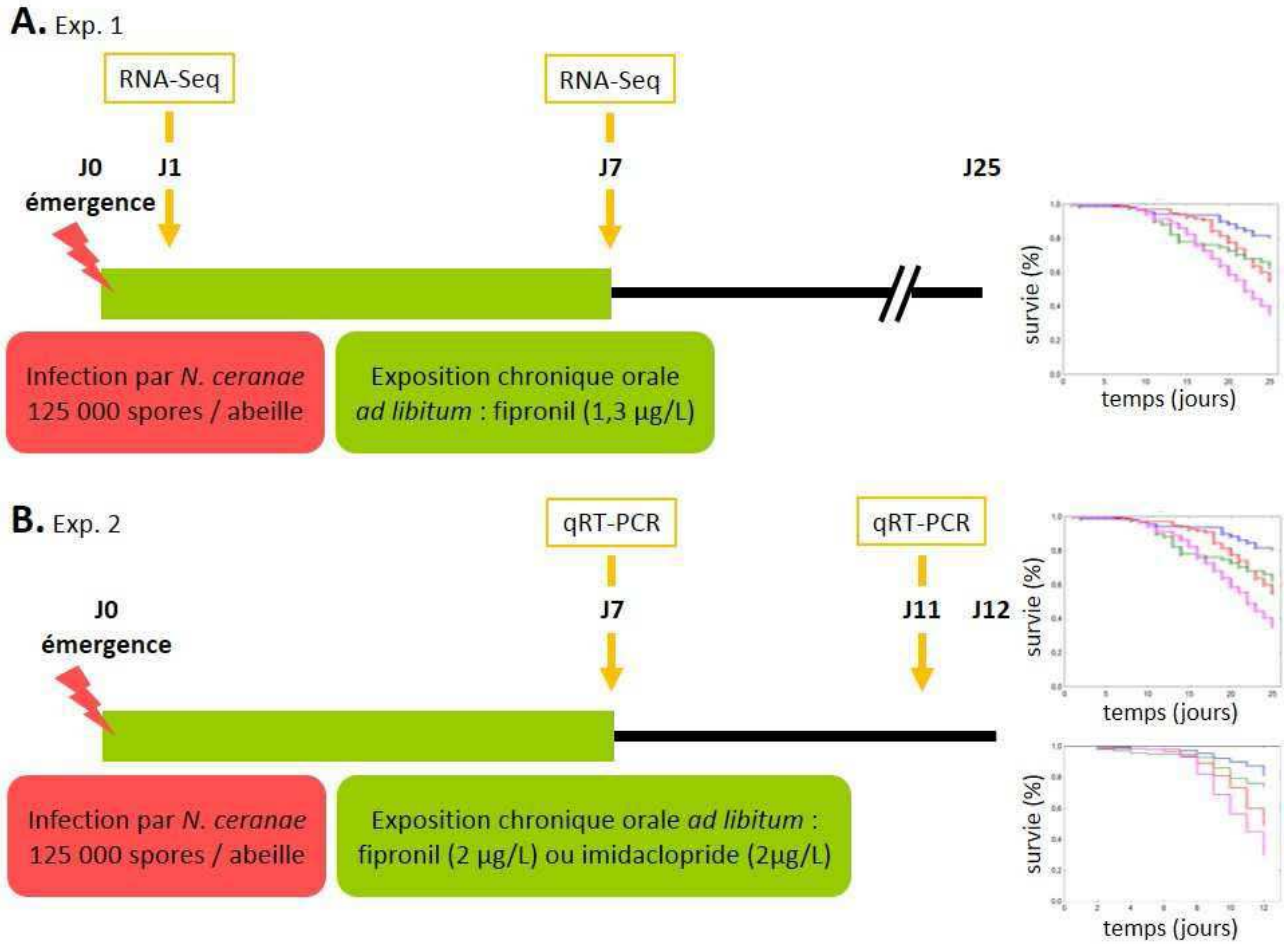 A. Exp. 1
RNA-Seq
RNA-Seq
J0
émergence
J1
J7
J25
Infection par N. ceranae
125 000 spores / abeille
Exposition chronique orale
ad libitum : fipronil (1,3 µg/L)
survie (%)
1,0
0,8
0,6
0,4
0,2
0,0
0
5
10
15
20
25
temps (jours)
B. Exp. 2
qRT-PCR
qRT-PCR
J0
émergence
J7
J11
J12
Infection par N. ceranae
125 000 spores / abeille
Exposition chronique orale ad libitum :
fipronil (2 µg/L) ou imidaclopride (2µg/L)
survie (%)
1,0
0,8
0,6
0,4
0,2
0,0
0
5
10
15
20
25
temps (jours)
survie (%)
1,0
0,8
0,6
0,4
0,2
0,0
0
2
4
6
8
10
12
temps (jours)